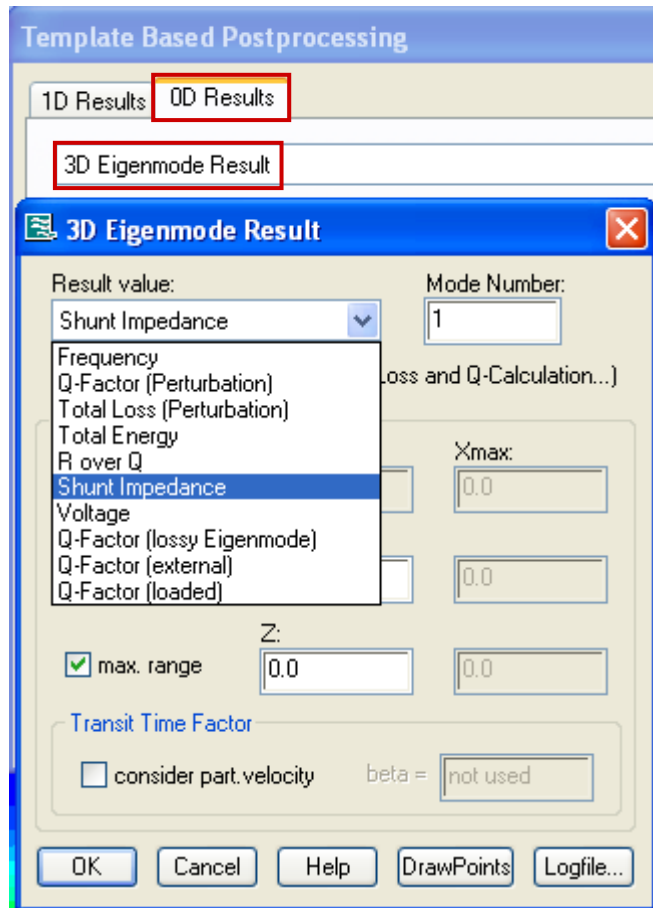 Template Based Postprocessing
1D Results 0D Results
3D Eigenmode Result
3D Eigenmode Result
Result value: Mode Number:
Shunt Impedance 1
Frequency
Q-Factor (Perturbation) Loss and Q-Calculation...)
Total Loss (Perturbation)
Total Energy
R over Q Xmax:
Shunt Impedance 0.0
Voltage
Q-Factor (lossy Eigenmode)
Q-Factor (external) 0.0
Q-Factor (loaded)
Z:
max. range 0.0 0.0
Transit Time Factor
consider part.velocity beta = not used
OK Cancel Help DrawPoints Logfile...